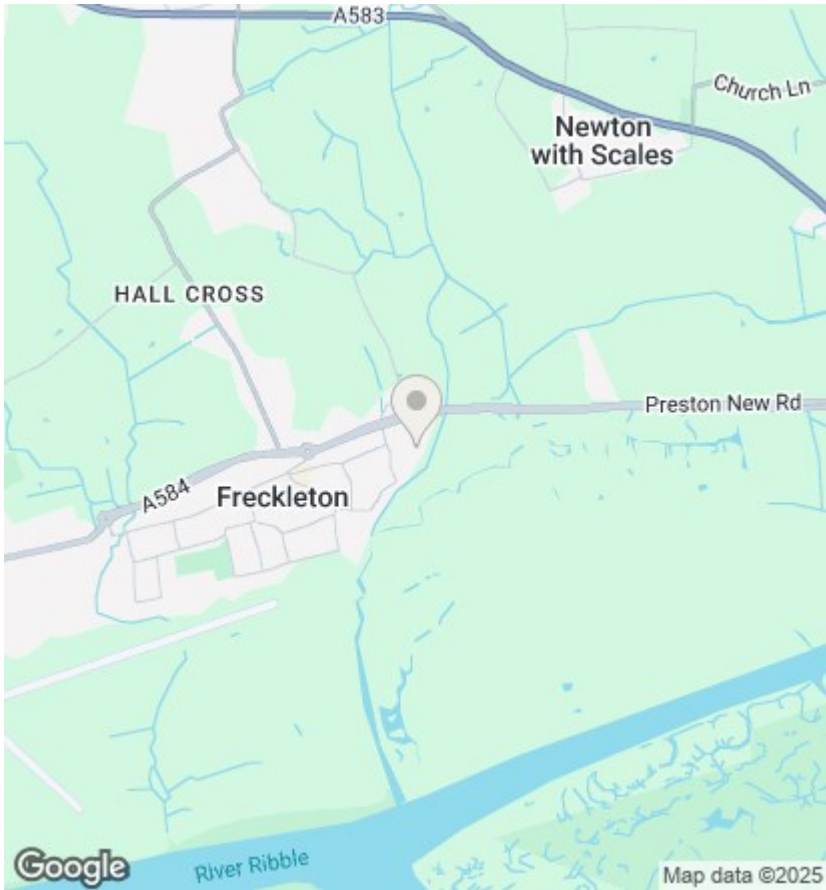 A583
Church Ln
Newton
with Scales
HALL CROSS
Preston New Rd
A584
Freckleton
River Ribble
Google
Map data ©2025